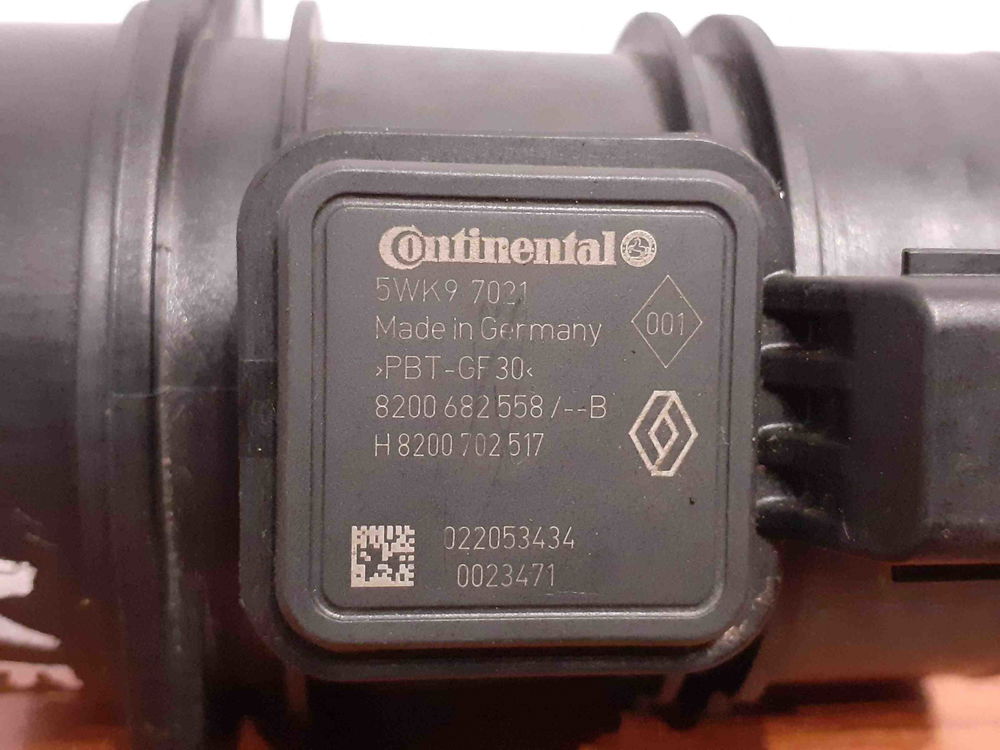 Continental
5WK9 7021
Made in Germany
001
>PBT-GF30<
8200 682 558 /--B
H 8200 702 517
022053434
0023471